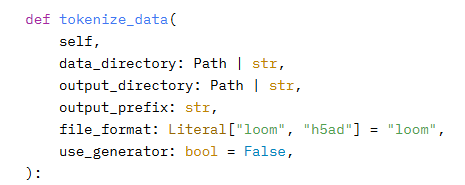 def tokenize_data(
    self,
    data_directory: Path | str,
    output_directory: Path | str,
    output_prefix: str,
    file_format: Literal["loom", "h5ad"] = "loom",
    use_generator: bool = False,
):